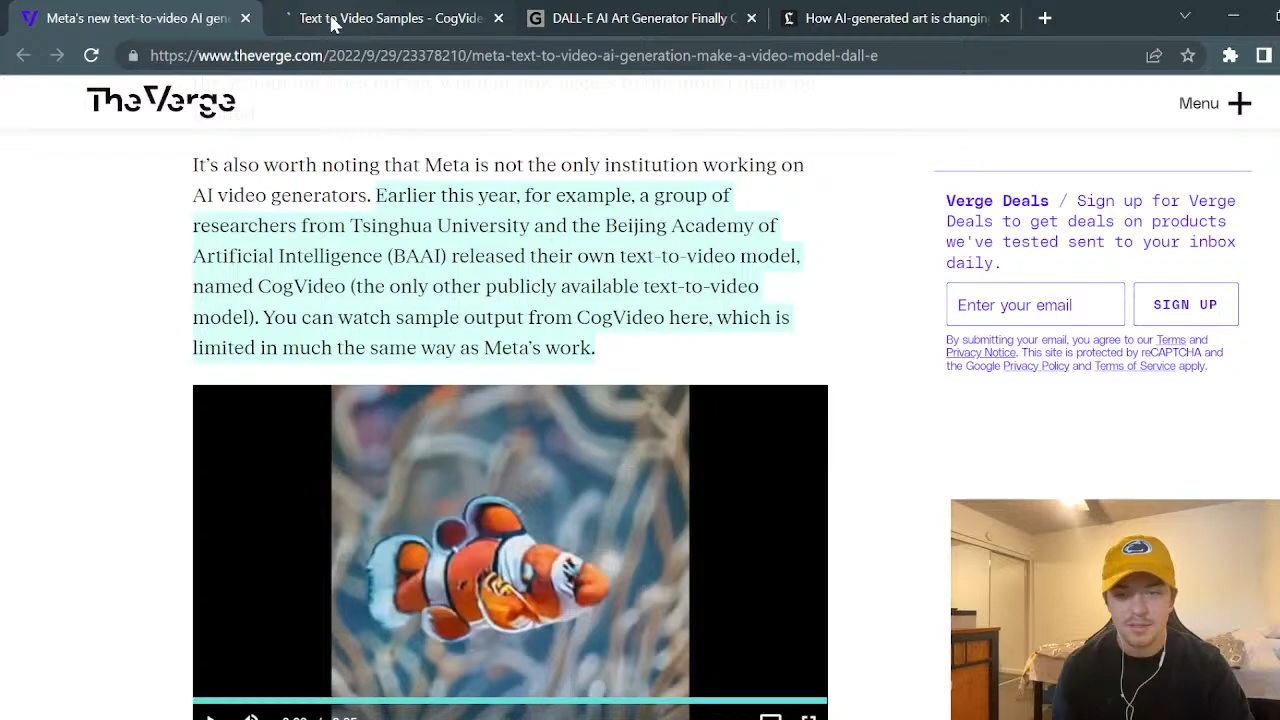 Meta's new text-to-video AI gen
Text to Video Samples - CogVide
DALL-E AI Art Generator Finally C
How AI-generated art is changing
https://www.theverge.com/2022/9/29/23378210/meta-text-to-video-ai-generation-make-a-video-model-dall-e
The Verge
Menu
It's also worth noting that Meta is not the only institution working on
AI video generators. Earlier this year, for example, a group of
researchers from Tsinghua University and the Beijing Academy of
Artificial Intelligence (BAAI) released their own text-to-video model,
named CogVideo (the only other publicly available text-to-video
model). You can watch sample output from CogVideo here, which is
limited in much the same way as Meta's work.
Verge Deals / Sign up for Verge
Deals to get deals on products
we've tested sent to your inbox
daily.
Enter your email
SIGN UP
By submitting your email, you agree to our Terms and
Privacy Notice. This site is protected by reCAPTCHA and
the Google Privacy Policy and Terms of Service apply.